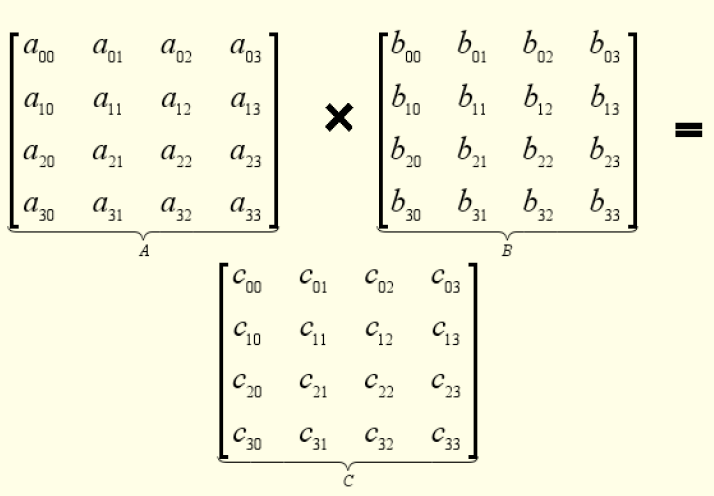 a00 a01 a02 a03 b00 b01 b02 b03
a10 a11 a12 a13 × b10 b11 b12 b13 =
a20 a21 a22 a23 b20 b21 b22 b23
a30 a31 a32 a33 b30 b31 b32 b33
A B
c00 c01 c02 c03
c10 c11 c12 c13
c20 c21 c22 c23
c30 c31 c32 c33
C